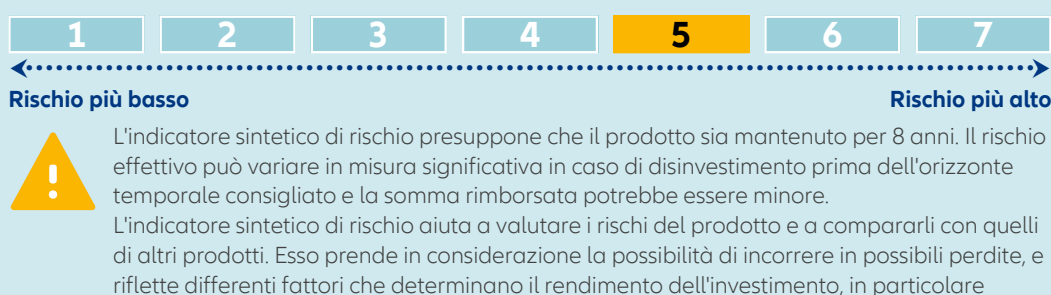 1 2 3 4 5 6 7
Rischio più basso Rischio più alto
L'indicatore sintetico di rischio presuppone che il prodotto sia mantenuto per 8 anni. Il rischio
effettivo può variare in misura significativa in caso di disinvestimento prima dell'orizzonte
temporale consigliato e la somma rimborsata potrebbe essere minore.
L'indicatore sintetico di rischio aiuta a valutare i rischi del prodotto e a compararli con quelli
di altri prodotti. Esso prende in considerazione la possibilità di incorrere in possibili perdite, e
riflette differenti fattori che determinano il rendimento dell'investimento, in particolare